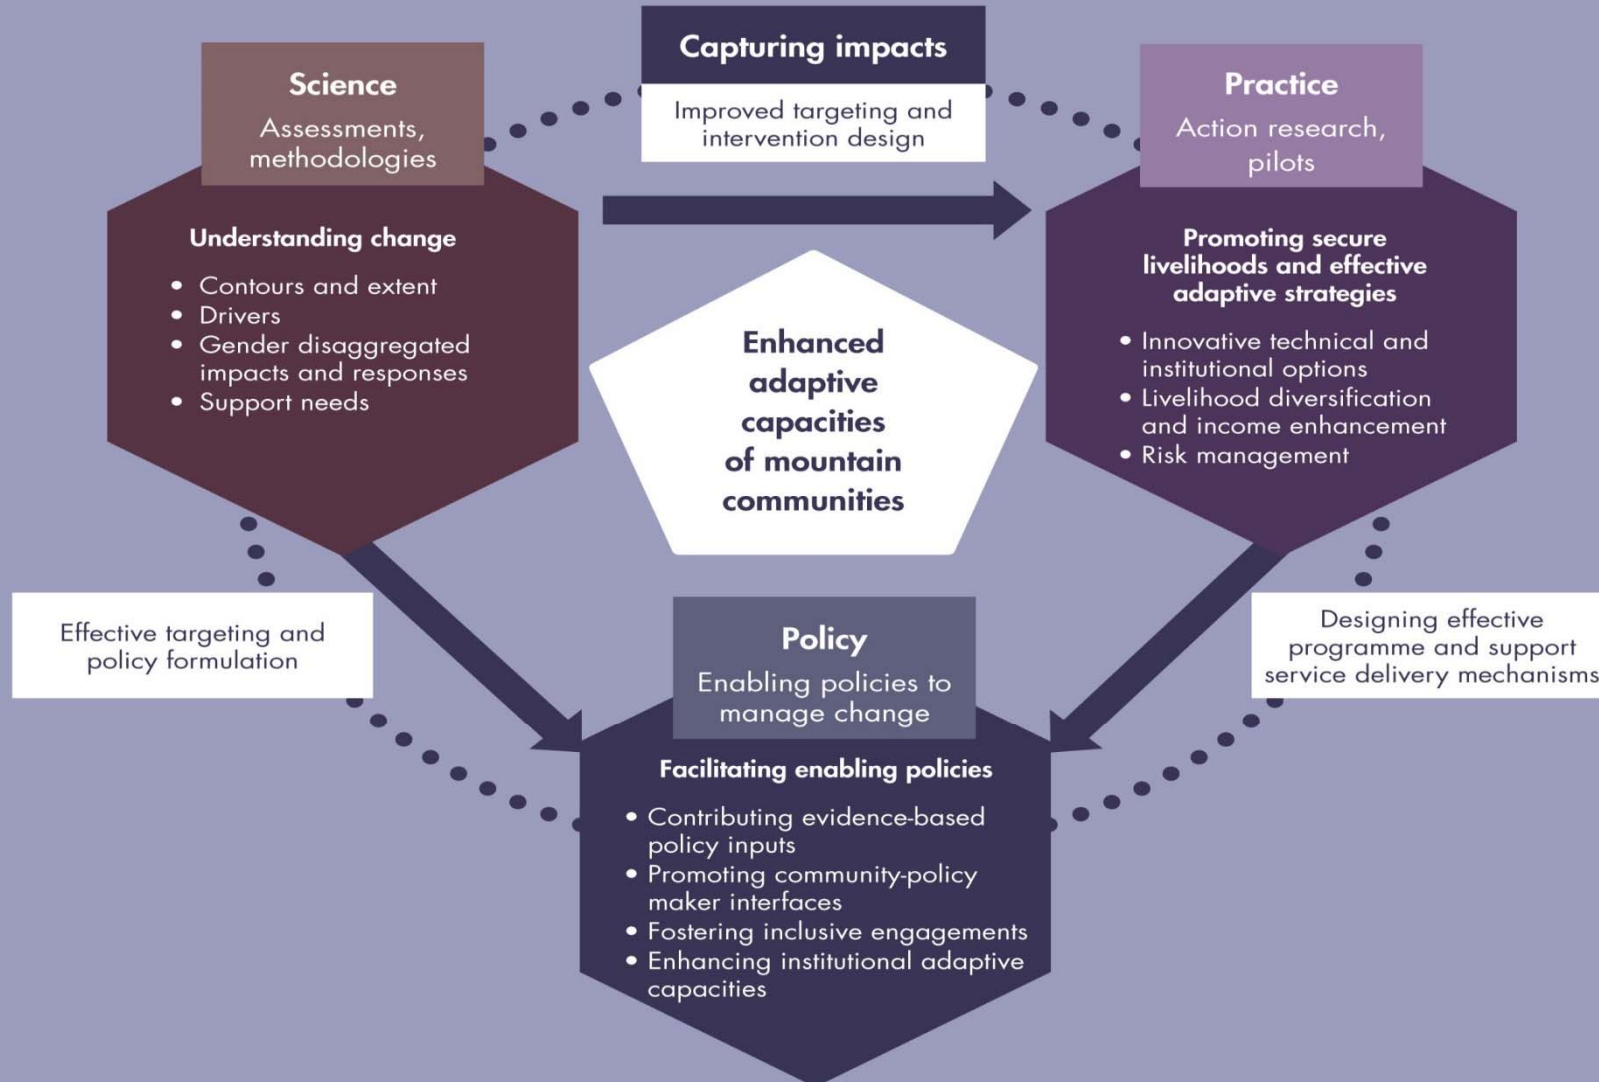 Capturing impacts
Improved targeting and
intervention design
Science
Assessments,
methodologies
Understanding change
• Contours and extent
• Drivers
• Gender disaggregated
impacts and responses
• Support needs
Practice
Action research,
pilots
Promoting secure
livelihoods and effective
adaptive strategies
• Innovative technical and
institutional options
• Livelihood diversification
and income enhancement
• Risk management
Enhanced
adaptive
capacities
of mountain
communities
Effective targeting and
policy formulation
Designing effective
programme and support
service delivery mechanisms
Policy
Enabling policies to
manage change
Facilitating enabling policies
• Contributing evidence-based
policy inputs
• Promoting community-policy
maker interfaces
• Fostering inclusive engagements
• Enhancing institutional adaptive
capacities